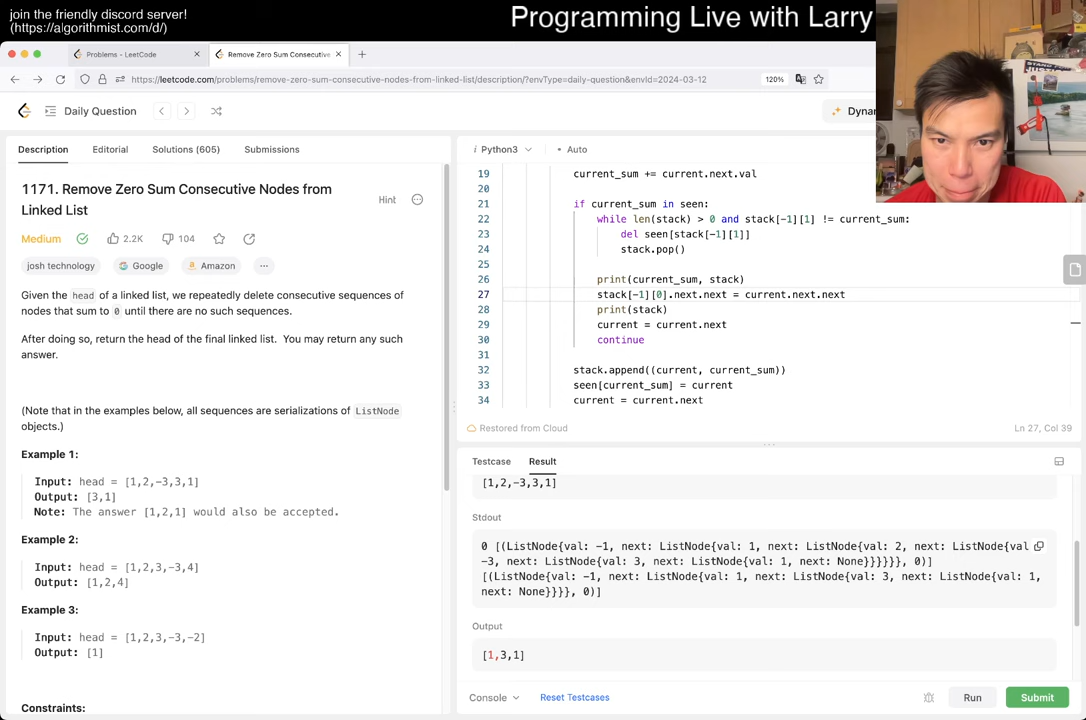 join the friendly discord server!
(https://algorithmist.com/d/)
Programming Live with Larry
Problems - LeetCode
Remove Zero Sum Consecutive
https://leetcode.com/problems/remove-zero-sum-consecutive-nodes-from-linked-list/description/?envType=daily-question&envId=2024-03-12
120%
Daily Question
Dynam
Description
Editorial
Solutions (605)
Submissions
1171. Remove Zero Sum Consecutive Nodes from
Linked List
Hint
Medium
2.2K
104
josh technology
Google
Amazon
Given the head of a linked list, we repeatedly delete consecutive sequences of
nodes that sum to 0 until there are no such sequences.
After doing so, return the head of the final linked list. You may return any such
answer.
(Note that in the examples below, all sequences are serializations of ListNode
objects.)
Example 1:
Input: head = [1,2,-3,3,1]
Output: [3,1]
Note: The answer [1,2,1] would also be accepted.
Example 2:
Input: head = [1,2,3,-3,4]
Output: [1,2,4]
Example 3:
Input: head = [1,2,3,-3,-2]
Output: [1]
Constraints:
i Python3
• Auto
19 current_sum += current.next.val
20
21 if current_sum in seen:
22 while len(stack) > 0 and stack[-1][1] != current_sum:
23 del seen[stack[-1][1]]
24 stack.pop()
25
26 print(current_sum, stack)
27 stack[-1][0].next.next = current.next.next
28 print(stack)
29 current = current.next
30 continue
31
32 stack.append((current, current_sum))
33 seen[current_sum] = current
34 current = current.next
Restored from Cloud
Ln 27, Col 39
Testcase
Result
[1,2,-3,3,1]
Stdout
0 [(ListNode{val: -1, next: ListNode{val: 1, next: ListNode{val: 2, next: ListNode{val
-3, next: ListNode{val: 3, next: ListNode{val: 1, next: None}}}}}}, 0)]
[(ListNode{val: -1, next: ListNode{val: 1, next: ListNode{val: 3, next: ListNode{val: 1,
next: None}}}}, 0)]
Output
[1,3,1]
Console
Reset Testcases
Run
Submit